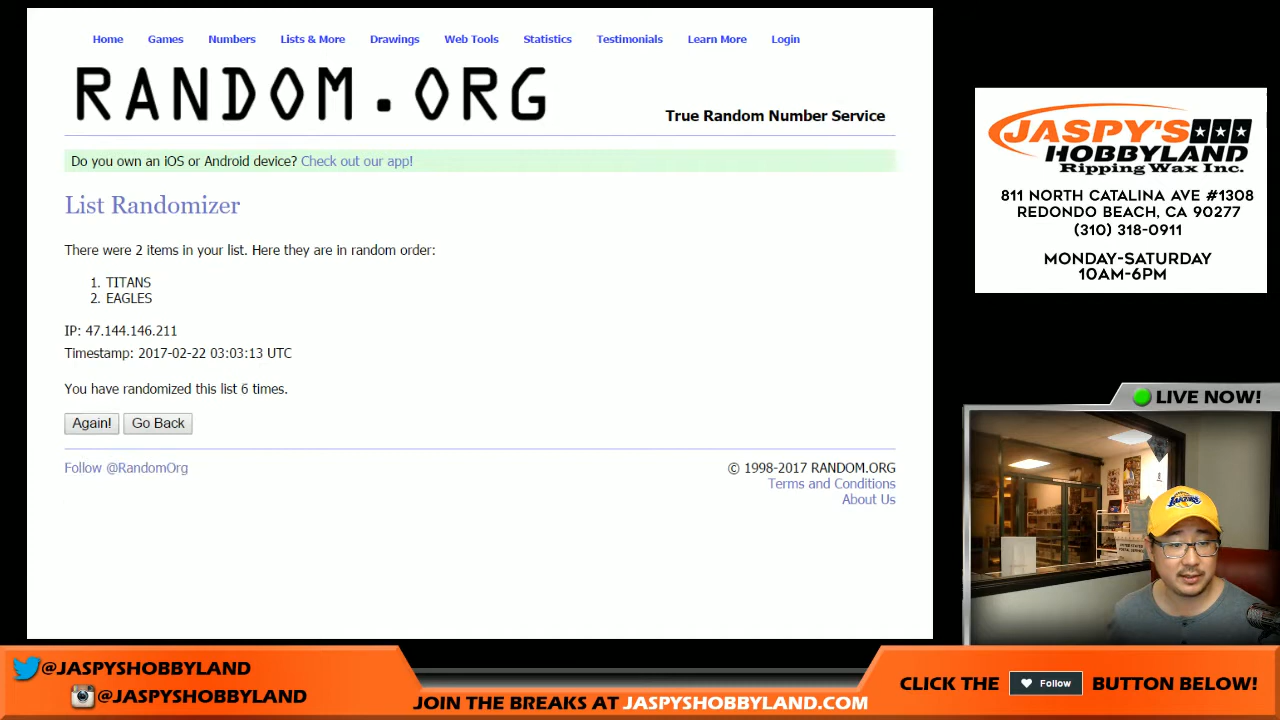 Home Games Numbers Lists & More Drawings Web Tools Statistics Testimonials Learn More Login
RANDOM.ORG
True Random Number Service
Do you own an iOS or Android device? Check out our app!
List Randomizer
There were 2 items in your list. Here they are in random order:
1. TITANS
2. EAGLES
IP: 47.144.146.211
Timestamp: 2017-02-22 03:03:13 UTC
You have randomized this list 6 times.
Again! Go Back
Follow @RandomOrg
© 1998-2017 RANDOM.ORG
Terms and Conditions
About Us
JASPY'S
HOBBYLAND
Ripping Wax Inc.
811 NORTH CATALINA AVE #1308
REDONDO BEACH, CA 90277
(310) 318-0911
MONDAY-SATURDAY
10AM-6PM
LIVE NOW!
LAKERS
@JASPYSHOBBYLAND
@JASPYSHOBBYLAND
JOIN THE BREAKS AT JASPYSHOBBYLAND.COM
CLICK THE Follow BUTTON BELOW!